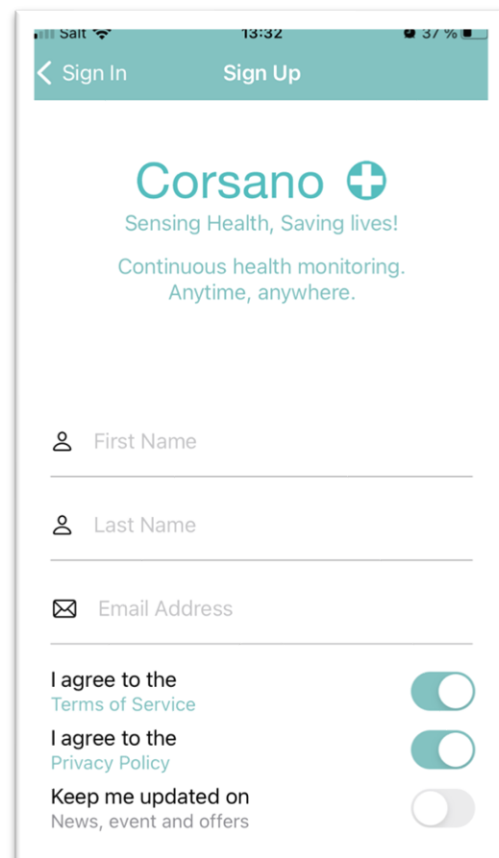 Salt 13:32 37 %
Sign In Sign Up
Corsano
Sensing Health, Saving lives!
Continuous health monitoring.
Anytime, anywhere.
First Name
Last Name
Email Address
I agree to the
Terms of Service
I agree to the
Privacy Policy
Keep me updated on
News, event and offers